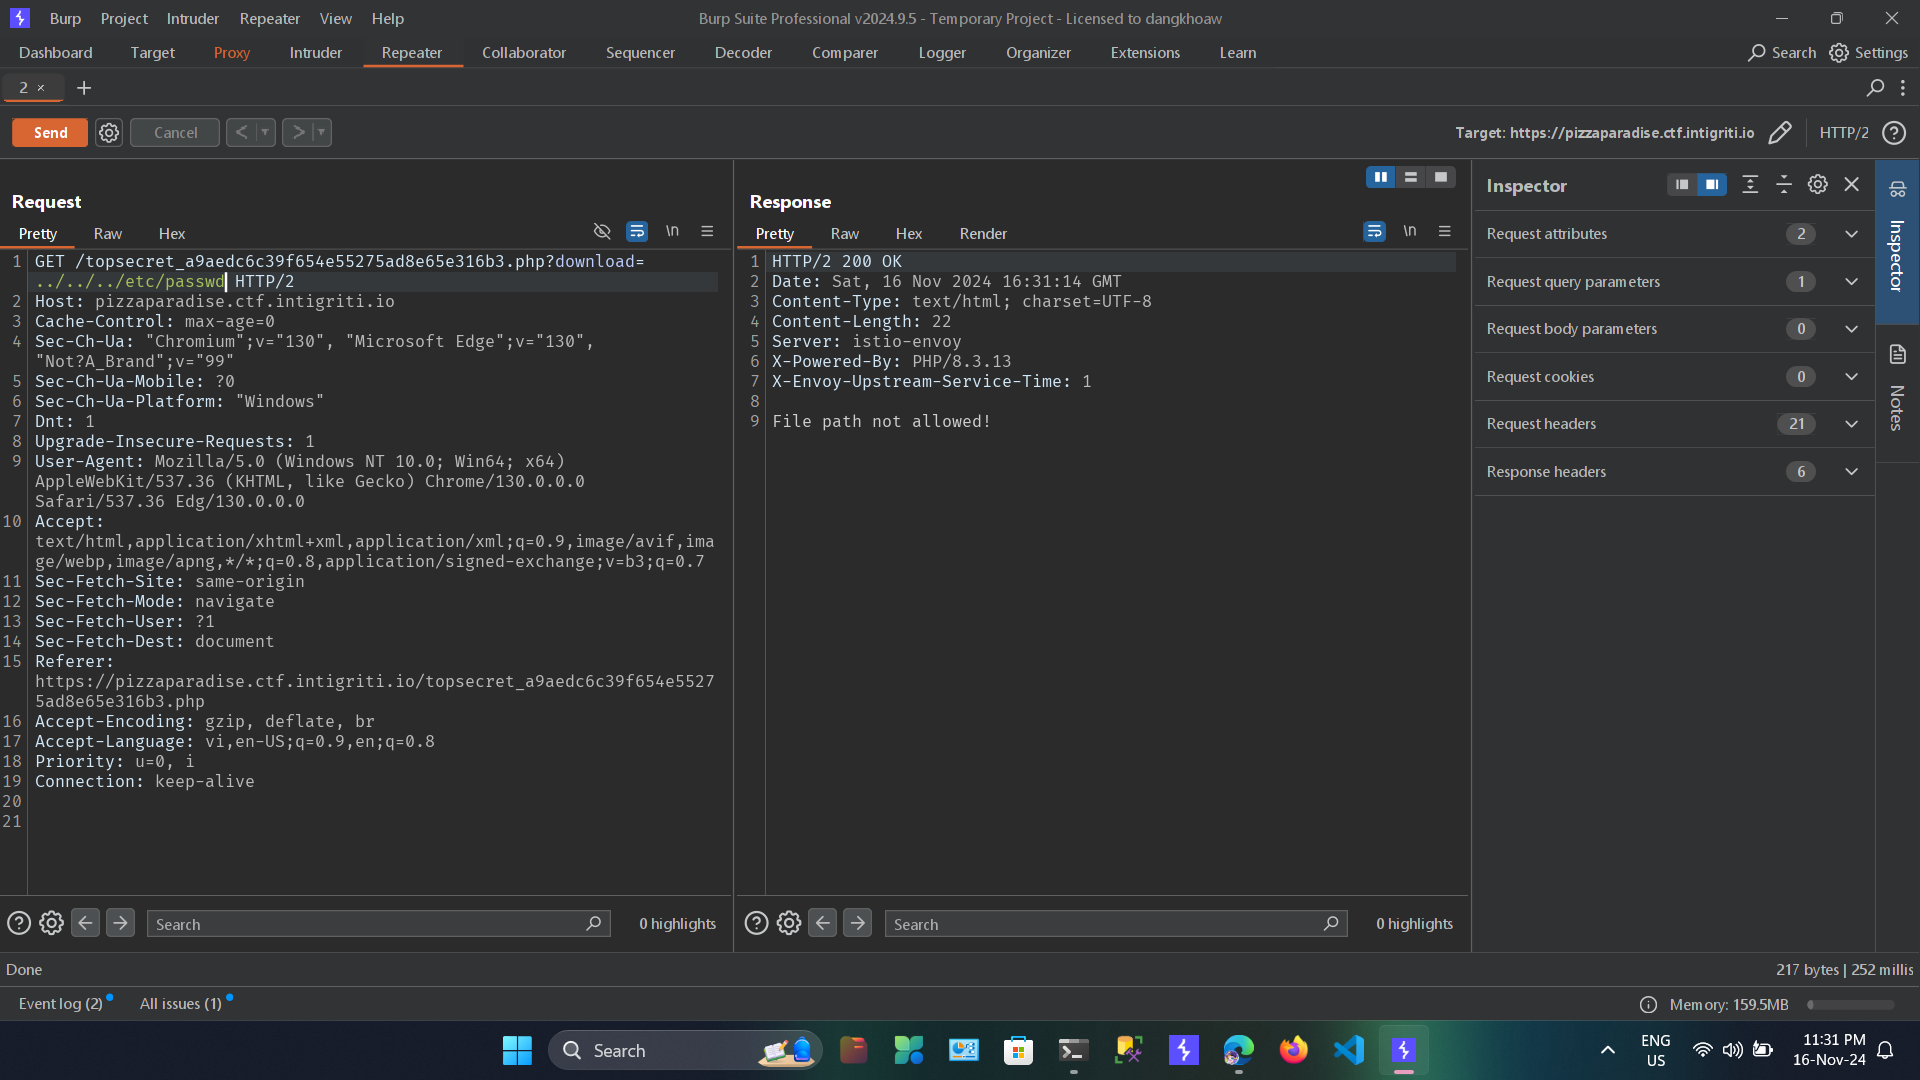 Burp Project Intruder Repeater View Help
Burp Suite Professional v2024.9.5 - Temporary Project - Licensed to dangkhoaw
Dashboard Target Proxy Intruder Repeater Collaborator Sequencer Decoder Comparer Logger Organizer Extensions Learn
Search Settings
2 × +
Send Cancel < >
Target: https://pizzaparadise.ctf.intigriti.io HTTP/2
Request
Pretty Raw Hex
\n
1 GET /topsecret_a9aedc6c39f654e55275ad8e65e316b3.php?download=
../../../etc/passwd HTTP/2
2 Host: pizzaparadise.ctf.intigriti.io
3 Cache-Control: max-age=0
4 Sec-Ch-Ua: "Chromium";v="130", "Microsoft Edge";v="130",
"Not?A_Brand";v="99"
5 Sec-Ch-Ua-Mobile: ?0
6 Sec-Ch-Ua-Platform: "Windows"
7 Dnt: 1
8 Upgrade-Insecure-Requests: 1
9 User-Agent: Mozilla/5.0 (Windows NT 10.0; Win64; x64)
AppleWebKit/537.36 (KHTML, like Gecko) Chrome/130.0.0.0
Safari/537.36 Edg/130.0.0.0
10 Accept:
text/html,application/xhtml+xml,application/xml;q=0.9,image/avif,ima
ge/webp,image/apng,*/*;q=0.8,application/signed-exchange;v=b3;q=0.7
11 Sec-Fetch-Site: same-origin
12 Sec-Fetch-Mode: navigate
13 Sec-Fetch-User: ?1
14 Sec-Fetch-Dest: document
15 Referer:
https://pizzaparadise.ctf.intigriti.io/topsecret_a9aedc6c39f654e5527
5ad8e65e316b3.php
16 Accept-Encoding: gzip, deflate, br
17 Accept-Language: vi,en-US;q=0.9,en;q=0.8
18 Priority: u=0, i
19 Connection: keep-alive
20
21
Search
0 highlights
Response
Pretty Raw Hex Render
\n
1 HTTP/2 200 OK
2 Date: Sat, 16 Nov 2024 16:31:14 GMT
3 Content-Type: text/html; charset=UTF-8
4 Content-Length: 22
5 Server: istio-envoy
6 X-Powered-By: PHP/8.3.13
7 X-Envoy-Upstream-Service-Time: 1
8
9 File path not allowed!
Search
0 highlights
Inspector
Request attributes 2
Request query parameters 1
Request body parameters 0
Request cookies 0
Request headers 21
Response headers 6
Inspector
Notes
Done
217 bytes | 252 millis
Event log (2) All issues (1)
Memory: 159.5MB
Search
ENG
US
11:31 PM
16-Nov-24